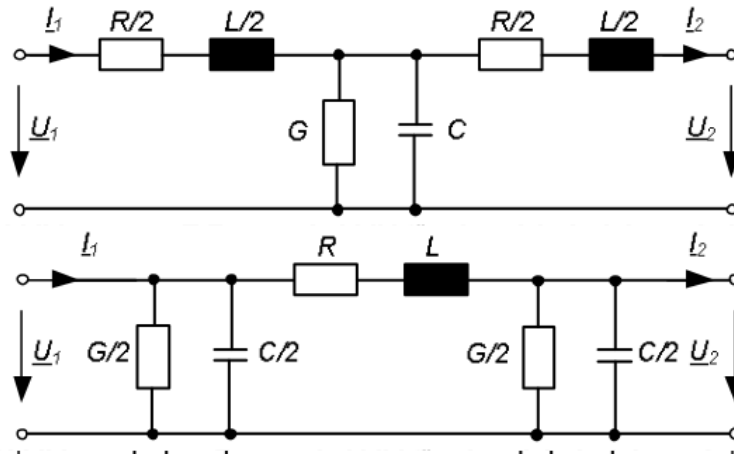 I1 R/2 L/2 R/2 L/2 I2
U1 G C U2
I1 R L I2
U1 G/2 C/2 G/2 C/2 U2